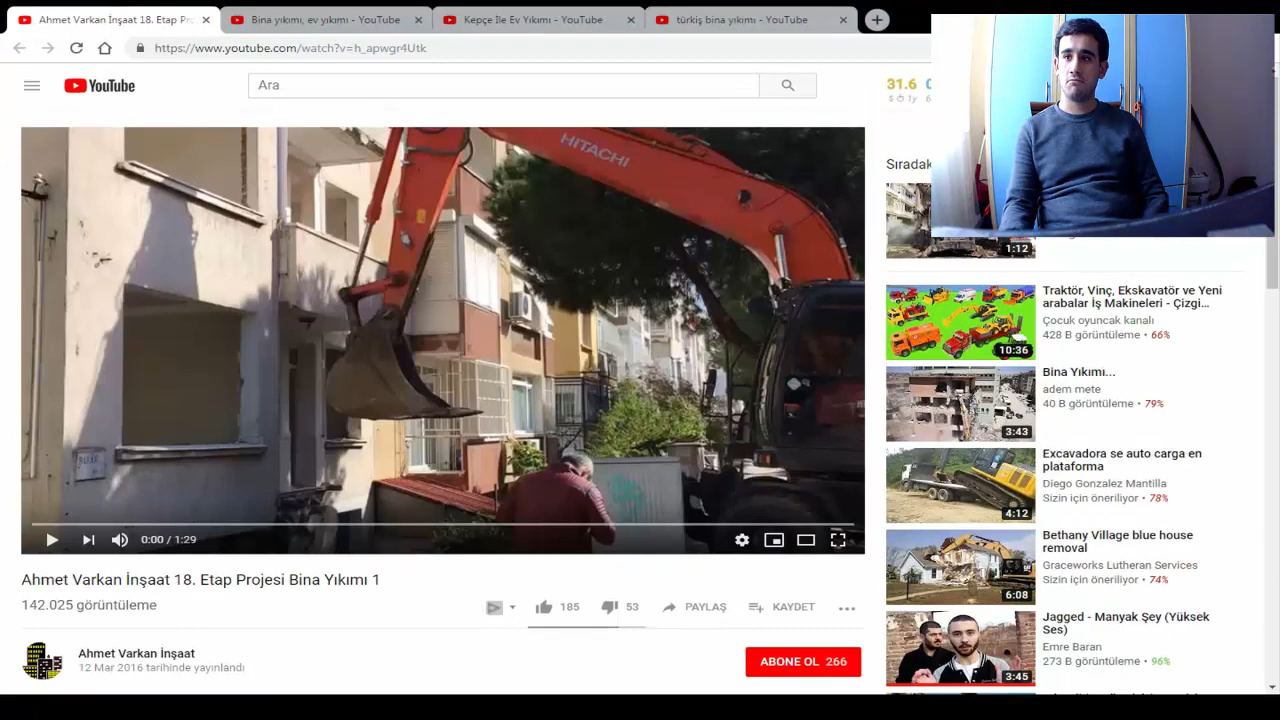 Ahmet Varkan İnşaat 18. Etap Pro
Bina yıkımı, ev yıkımı - YouTube
Kepçe İle Ev Yıkımı - YouTube
türkiş bina yıkımı - YouTube
https://www.youtube.com/watch?v=h_apwgr4Utk
YouTube
Ara
31.6
HITACHI
0:00 / 1:29
Ahmet Varkan İnşaat 18. Etap Projesi Bina Yıkımı 1
142.025 görüntüleme
185
53
PAYLAŞ
KAYDET
Ahmet Varkan İnşaat
12 Mar 2016 tarihinde yayınlandı
ABONE OL 266
Sıradak
1:12
10:36
Traktör, Vinç, Ekskavatör ve Yeni
arabalar İş Makineleri - Çizgi...
Çocuk oyuncak kanalı
428 B görüntüleme • 66%
3:43
Bina Yıkımı...
adem mete
40 B görüntüleme • 79%
4:12
Excavadora se auto carga en
plataforma
Diego Gonzalez Mantilla
Sizin için öneriliyor • 78%
6:08
Bethany Village blue house
removal
Graceworks Lutheran Services
Sizin için öneriliyor • 74%
3:45
Jagged - Manyak Şey (Yüksek
Ses)
Emre Baran
273 B görüntüleme • 96%